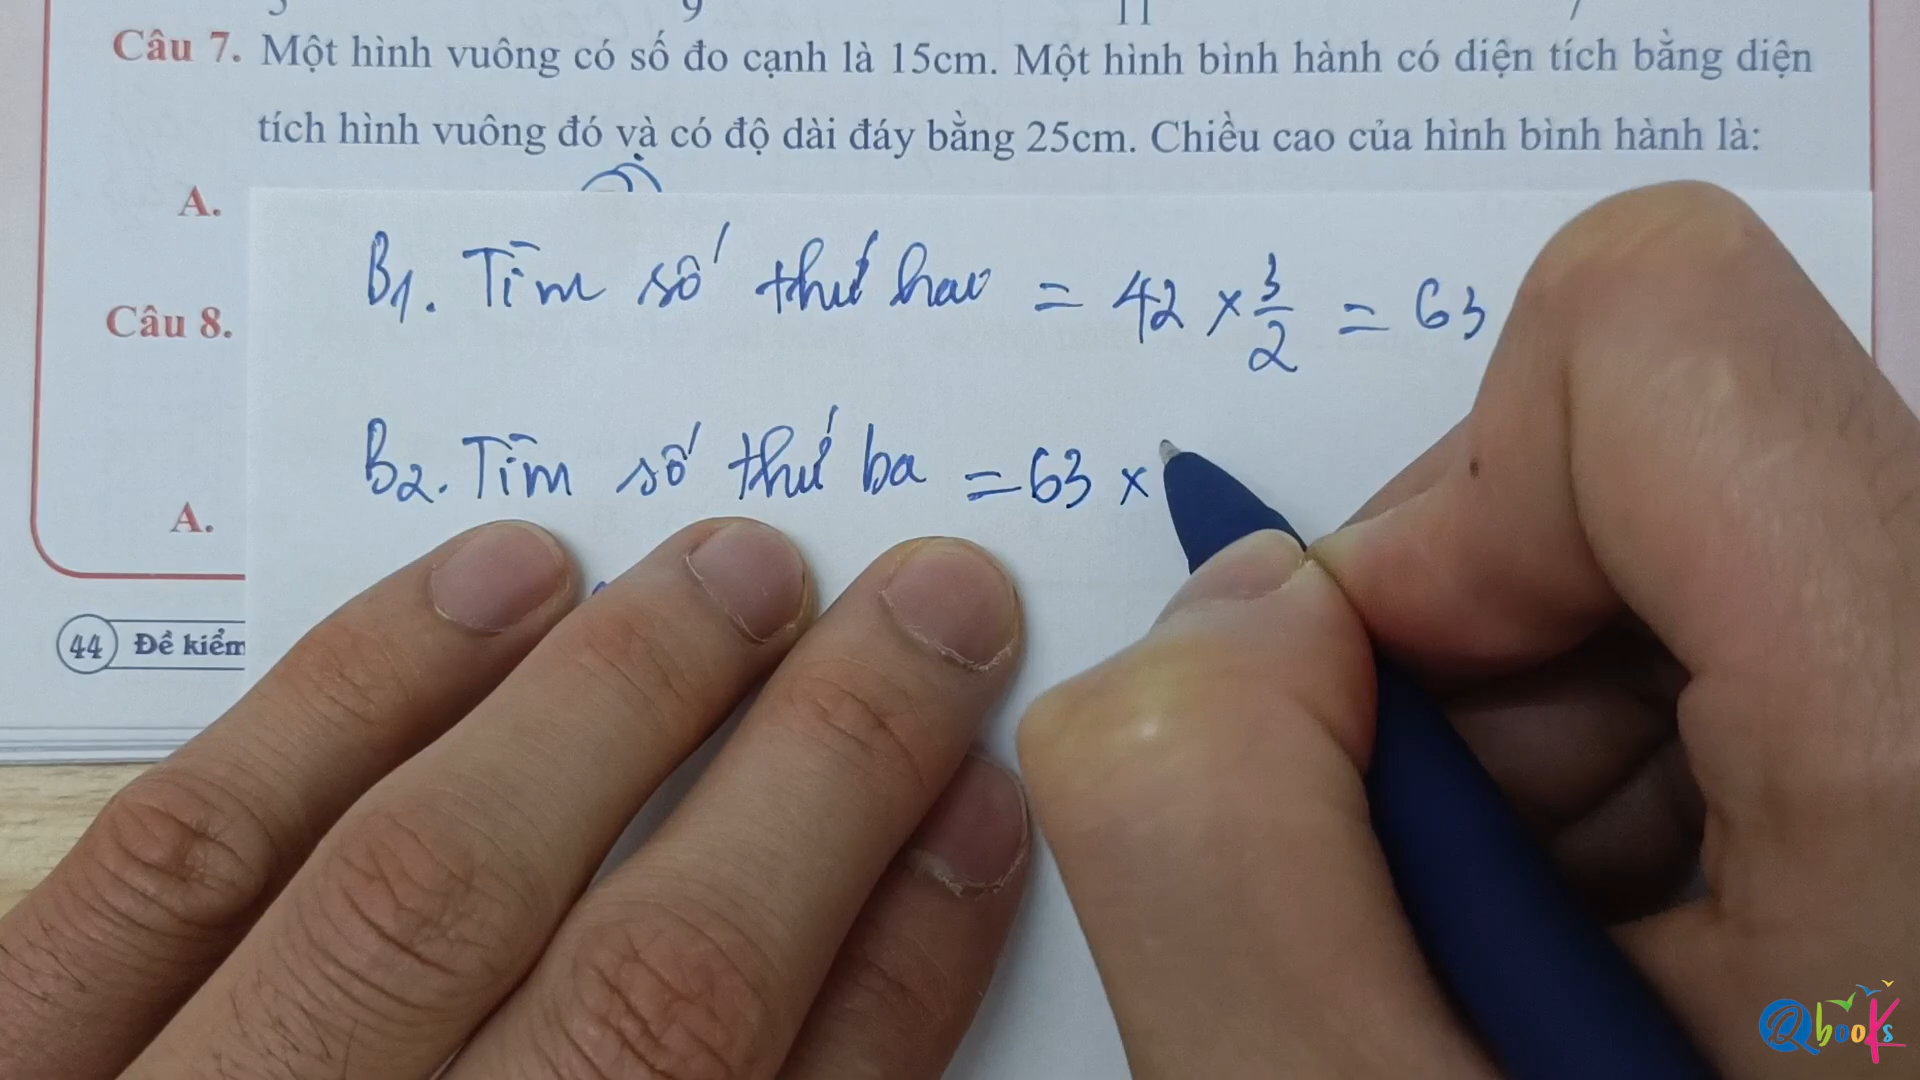 9
11
Câu 7. Một hình vuông có số đo cạnh là 15cm. Một hình bình hành có diện tích bằng diện
tích hình vuông đó và có độ dài đáy bằng 25cm. Chiều cao của hình bình hành là:
A.
B1. Tìm số thứ hai = 42 × 3/2 = 63
Câu 8.
B2. Tìm số thứ ba = 63 ×
A.
44 Đề kiểm
Qbooks